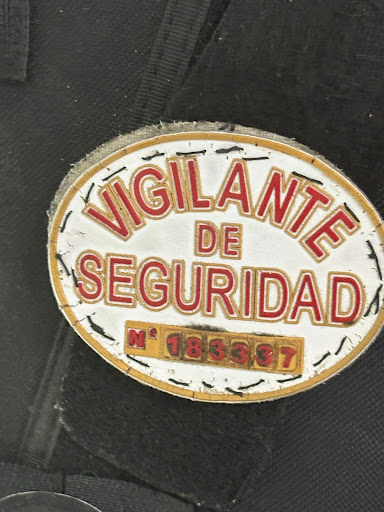 VIGILANTE
DE
SEGURIDAD
Nº 183337